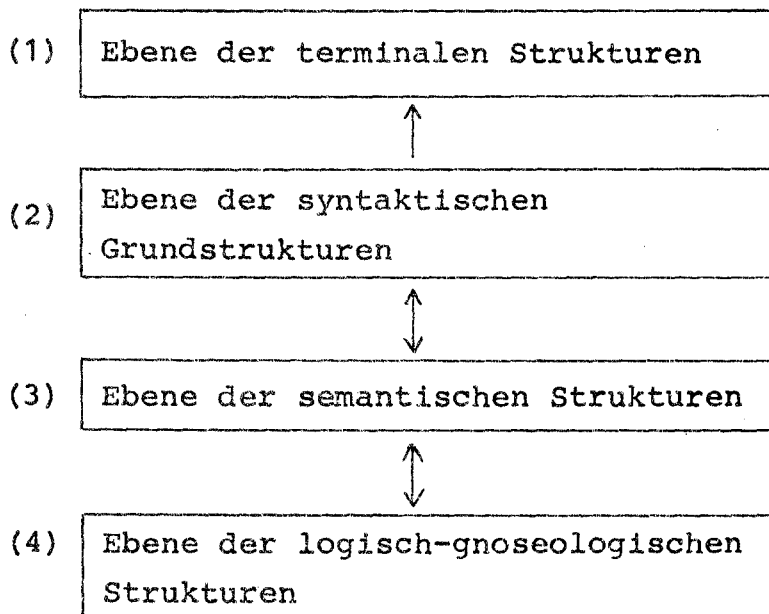 (1) Ebene der terminalen Strukturen
(2) Ebene der syntaktischen
Grundstrukturen
(3) Ebene der semantischen Strukturen
(4) Ebene der logisch-gnoseologischen
Strukturen